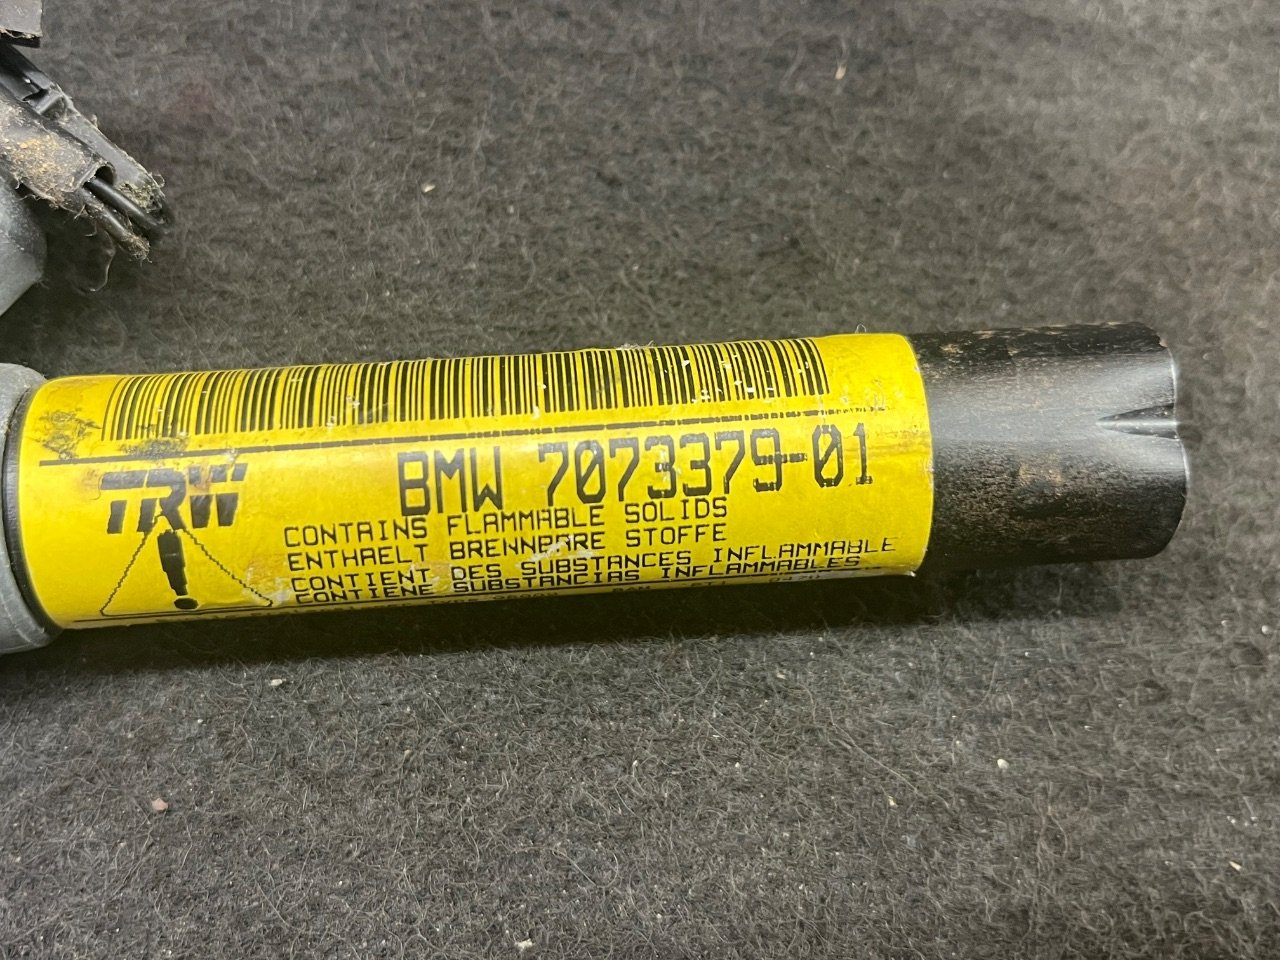 TRW
BMW 7073379-01
CONTAINS FLAMMABLE SOLIDS
ENTHAELT BRENNBARE STOFFE
CONTIENT DES SUBSTANCES INFLAMMABLE
CONTIENE SUBSTANCIAS INFLAMMABLES